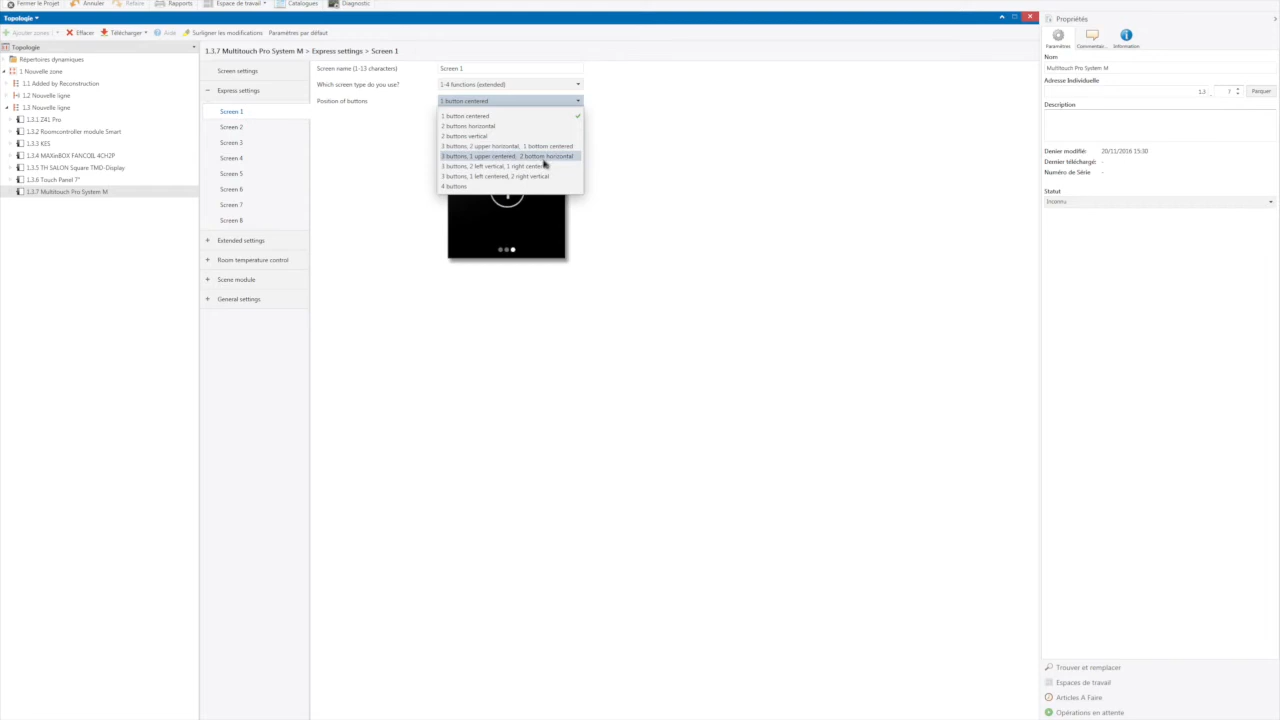 Fermer le Projet Annuler Refaire Rapports Espace de travail Catalogues Diagnostic
Topologie
Ajouter zones Effacer Télécharger Aide Surligner les modifications Paramètres par défaut
Topologie
Répertoires dynamiques
1 Nouvelle zone
1.1 Added by Reconstruction
1.2 Nouvelle ligne
1.3 Nouvelle ligne
1.3.1 Z41 Pro
1.3.2 Roomcontroller module Smart
1.3.3 KES
1.3.4 MAXinBOX FANCOIL 4CH2P
1.3.5 TH SALON Square TMD-Display
1.3.6 Touch Panel 7"
1.3.7 Multitouch Pro System M
1.3.7 Multitouch Pro System M > Express settings > Screen 1
Screen settings
Express settings
Screen 1
Screen 2
Screen 3
Screen 4
Screen 5
Screen 6
Screen 7
Screen 8
Extended settings
Room temperature control
Scene module
General settings
Screen name (1-13 characters) Screen 1
Which screen type do you use? 1-4 functions (extended)
Position of buttons 1 button centered
1 button centered
2 buttons horizontal
2 buttons vertical
3 buttons, 2 upper horizontal, 1 bottom centered
3 buttons, 1 upper centered, 2 bottom horizontal
3 buttons, 2 left vertical, 1 right centered
3 buttons, 1 left centered, 2 right vertical
4 buttons
Propriétés
Paramètres Commentai... Information
Nom
Multitouch Pro System M
Adresse Individuelle
1.3 . 7 Parquer
Description
Denier modifié: 20/11/2016 15:30
Dernier téléchargé: -
Numéro de Série: -
Statut
Inconnu
Trouver et remplacer
Espaces de travail
Articles A Faire
Opérations en attente